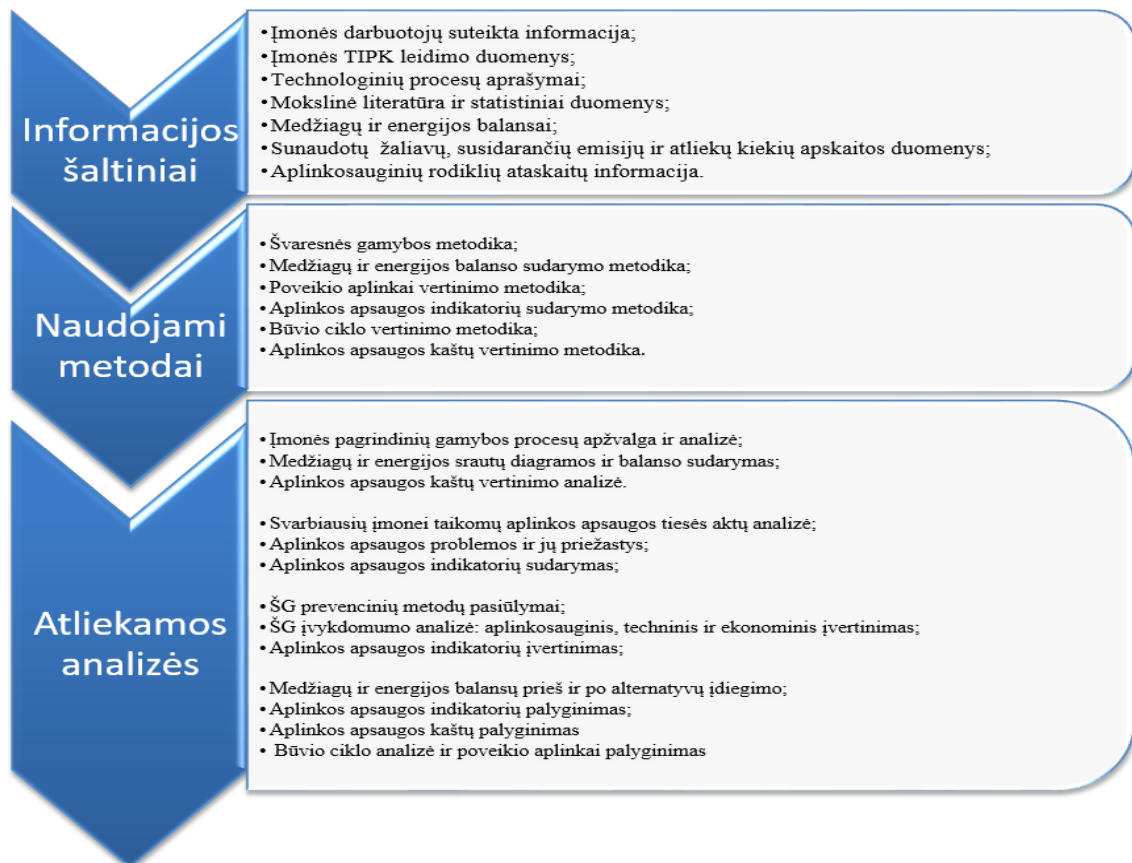 Informacijos
šaltiniai
•Įmonės darbuotojų suteikta informacija;
•Įmonės TIPK leidimo duomenys;
•Technologinių procesų aprašymai;
•Mokslinė literatūra ir statistiniai duomenys;
•Medžiagų ir energijos balansai;
•Sunaudotų žaliavų, susidarančių emisijų ir atliekų kiekių apskaitos duomenys;
•Aplinkosauginių rodiklių ataskaitų informacija.
Naudojami
metodai
•Švaresnės gamybos metodika;
•Medžiagų ir energijos balanso sudarymo metodika;
•Poveikio aplinkai vertinimo metodika;
•Aplinkos apsaugos indikatorių sudarymo metodika;
•Būvio ciklo vertinimo metodika;
•Aplinkos apsaugos kaštų vertinimo metodika.
Atliekamos
analizės
•Įmonės pagrindinių gamybos procesų apžvalga ir analizė;
•Medžiagų ir energijos srautų diagramos ir balanso sudarymas;
•Aplinkos apsaugos kaštų vertinimo analizė.
•Svarbiausių įmonei taikomų aplinkos apsaugos tiesės aktų analizė;
•Aplinkos apsaugos problemos ir jų priežastys;
•Aplinkos apsaugos indikatorių sudarymas;
•ŠG prevencinių metodų pasiūlymai;
•ŠG įvykdomumo analizė: aplinkosauginis, techninis ir ekonominis įvertinimas;
•Aplinkos apsaugos indikatorių įvertinimas;
•Medžiagų ir energijos balansų prieš ir po alternatyvų įdiegimo;
•Aplinkos apsaugos indikatorių palyginimas;
•Aplinkos apsaugos kaštų palyginimas
• Būvio ciklo analizė ir poveikio aplinkai palyginimas